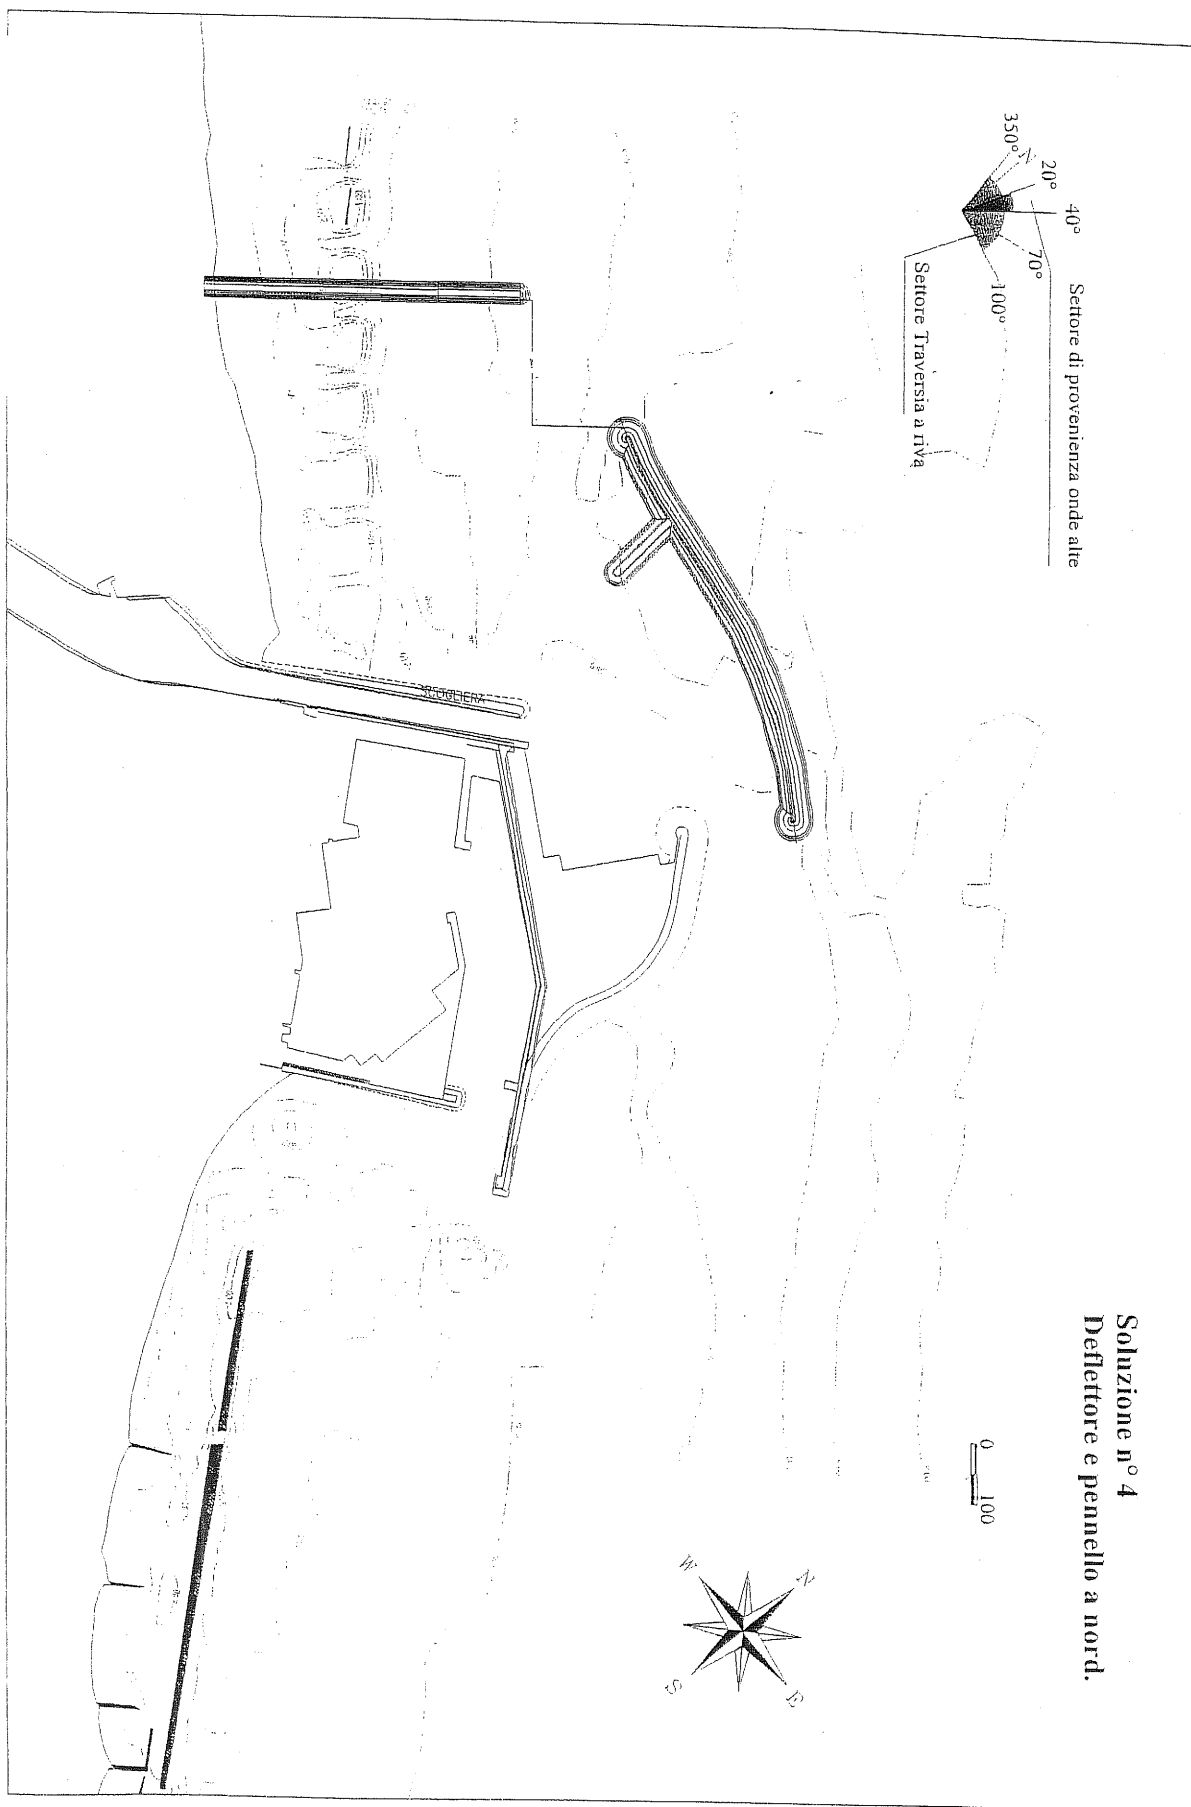 Soluzione n° 4
Deflettore e pennello a nord.
0 100
350°
N
20°
40°
70°
100°
Settore di provenienza onde alte
Settore Traversia a riva
SCOGLIERA
N
E
S
W